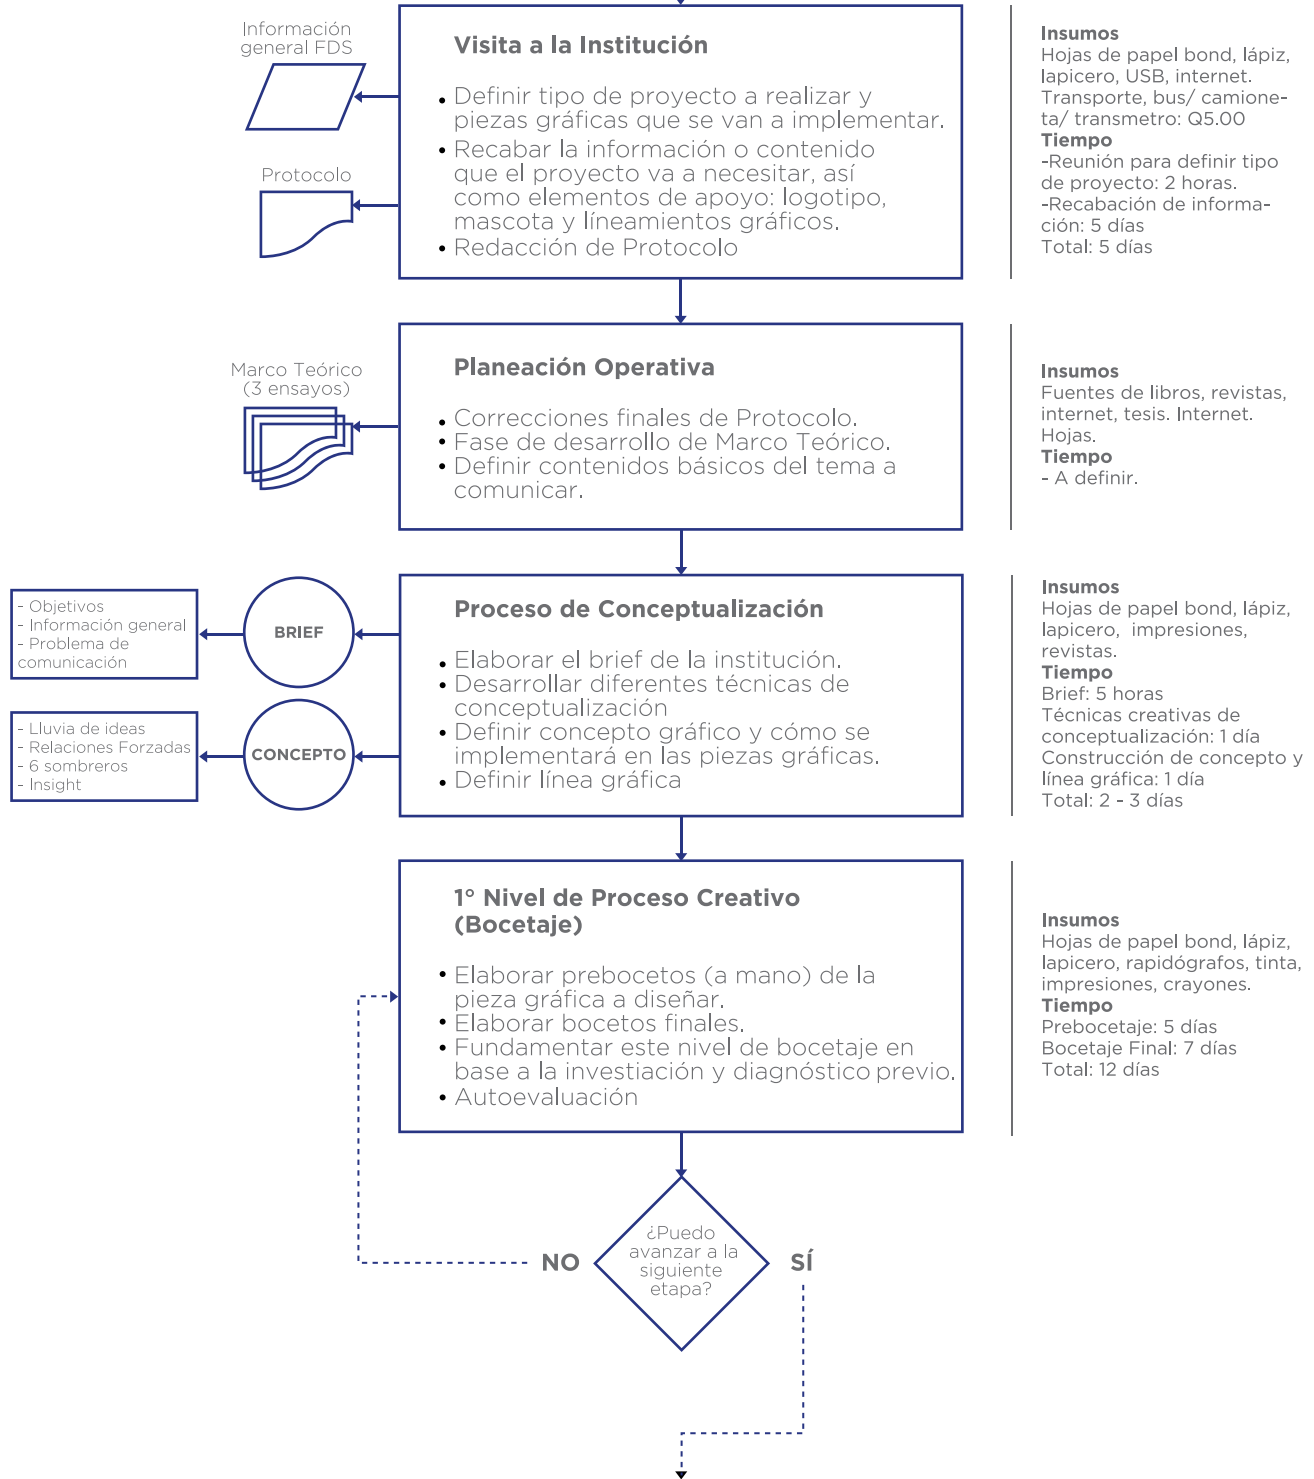 Información
general FDS
Protocolo
Visita a la Institución
• Definir tipo de proyecto a realizar y
piezas gráficas que se van a implementar.
• Recabar la información o contenido
que el proyecto va a necesitar, así
como elementos de apoyo: logotipo,
mascota y líneamientos gráficos.
• Redacción de Protocolo
Insumos
Hojas de papel bond, lápiz,
lapicero, USB, internet.
Transporte, bus/ camione-
ta/ transmetro: Q5.00
Tiempo
-Reunión para definir tipo
de proyecto: 2 horas.
-Recabación de informa-
ción: 5 días
Total: 5 días
Marco Teórico
(3 ensayos)
Planeación Operativa
• Correcciones finales de Protocolo.
• Fase de desarrollo de Marco Teórico.
• Definir contenidos básicos del tema a
comunicar.
Insumos
Fuentes de libros, revistas,
internet, tesis. Internet.
Hojas.
Tiempo
- A definir.
- Objetivos
- Información general
- Problema de
comunicación
BRIEF
- Lluvia de ideas
- Relaciones Forzadas
- 6 sombreros
- Insight
CONCEPTO
Proceso de Conceptualización
• Elaborar el brief de la institución.
• Desarrollar diferentes técnicas de
conceptualización
• Definir concepto gráfico y cómo se
implementará en las piezas gráficas.
• Definir línea gráfica
Insumos
Hojas de papel bond, lápiz,
lapicero, impresiones,
revistas.
Tiempo
Brief: 5 horas
Técnicas creativas de
conceptualización: 1 día
Construcción de concepto y
línea gráfica: 1 día
Total: 2 - 3 días
1° Nivel de Proceso Creativo
(Bocetaje)
• Elaborar prebocetos (a mano) de la
pieza gráfica a diseñar.
• Elaborar bocetos finales.
• Fundamentar este nivel de bocetaje en
base a la investiación y diagnóstico previo.
• Autoevaluación
Insumos
Hojas de papel bond, lápiz,
lapicero, rapidógrafos, tinta,
impresiones, crayones.
Tiempo
Prebocetaje: 5 días
Bocetaje Final: 7 días
Total: 12 días
NO
¿Puedo
avanzar a la
siguiente
etapa?
SÍ